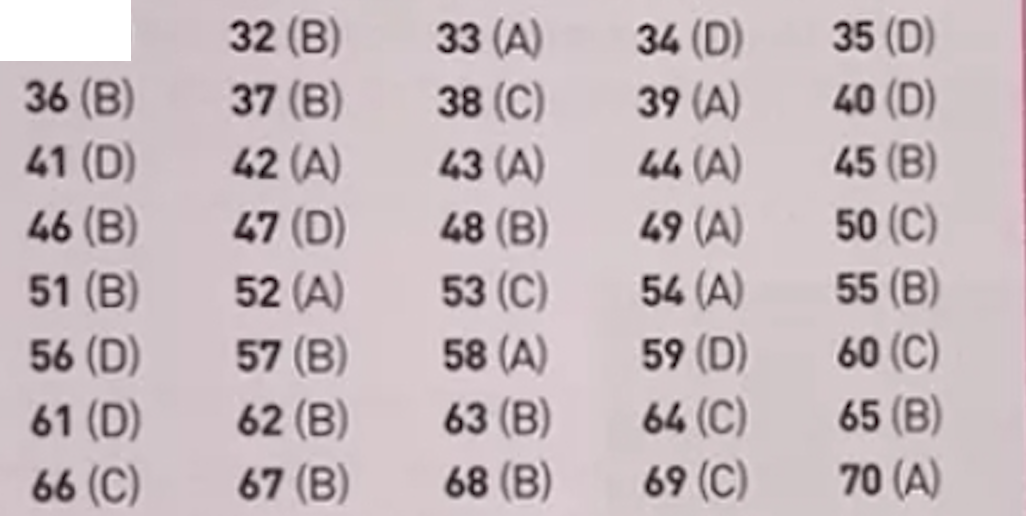 32 (B) 33 (A) 34 (D) 35 (D)
36 (B) 37 (B) 38 (C) 39 (A) 40 (D)
41 (D) 42 (A) 43 (A) 44 (A) 45 (B)
46 (B) 47 (D) 48 (B) 49 (A) 50 (C)
51 (B) 52 (A) 53 (C) 54 (A) 55 (B)
56 (D) 57 (B) 58 (A) 59 (D) 60 (C)
61 (D) 62 (B) 63 (B) 64 (C) 65 (B)
66 (C) 67 (B) 68 (B) 69 (C) 70 (A)